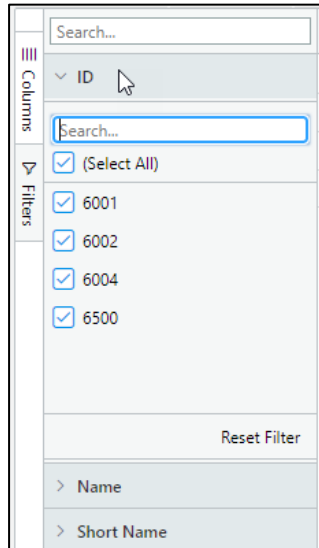 Search...
Columns
Filters
ID
Search...
(Select All)
6001
6002
6004
6500
Reset Filter
Name
Short Name